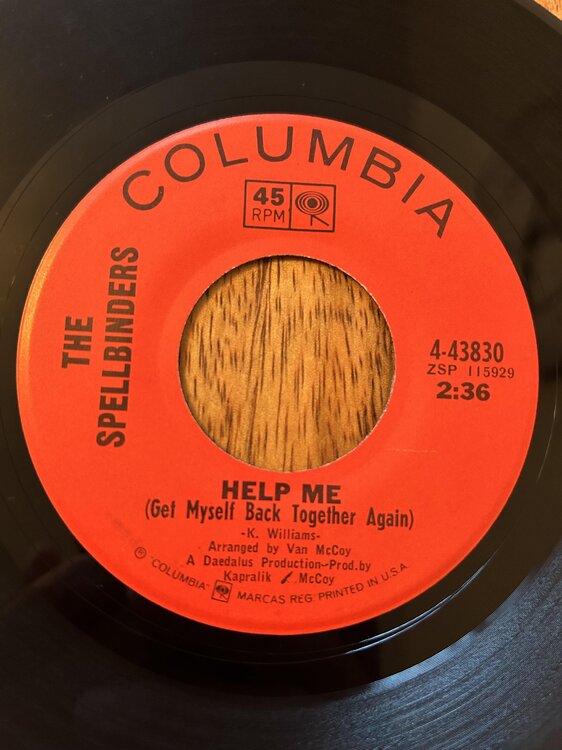 COLUMBIA
45
RPM
THE
SPELLBINDERS
4-43830
ZSP 115929
2:36
HELP ME
(Get Myself Back Together Again)
-K. Williams-
Arranged by Van McCoy
A Daedalus Production-Prod.by
Kapralik & McCoy
® "COLUMBIA" MARCAS REG. PRINTED IN U.S.A.